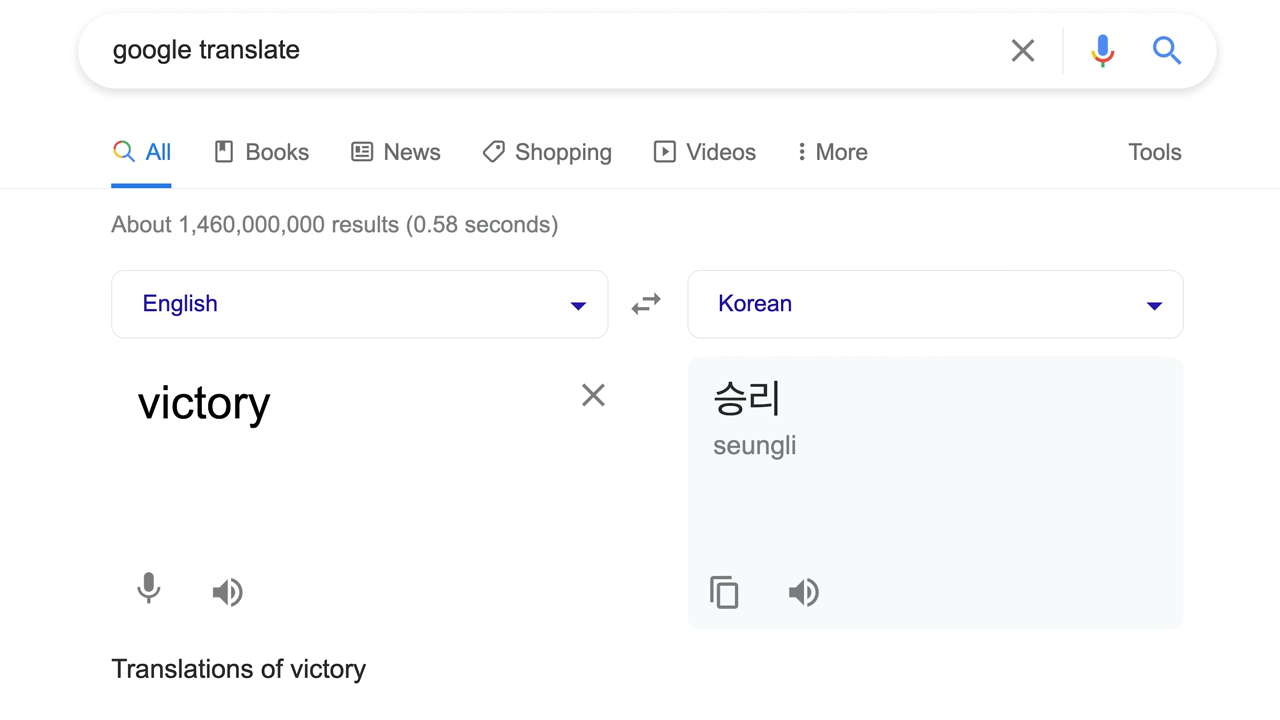 google translate
All Books News Shopping Videos More Tools
About 1,460,000,000 results (0.58 seconds)
English Korean
victory 승리
seungli
Translations of victory